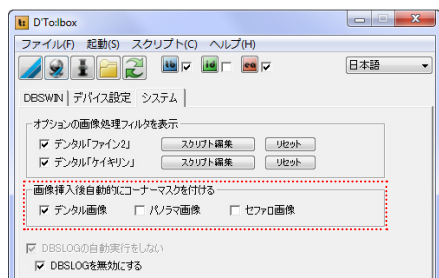 D'To:lbox
ファイル(F) 起動(S) スクリプト(C) ヘルプ(H)
tb id ea 日本語
DBSWIN デバイス設定 システム
オプションの画像処理フィルタを表示
デンタル「ファイン2」 スクリプト編集 リセット
デンタル「ケイキリン」 スクリプト編集 リセット
画像挿入後自動的にコーナーマスクを付ける
デンタル画像 パノラマ画像 セファロ画像
DBSLOGの自動実行をしない
DBSLOGを無効にする